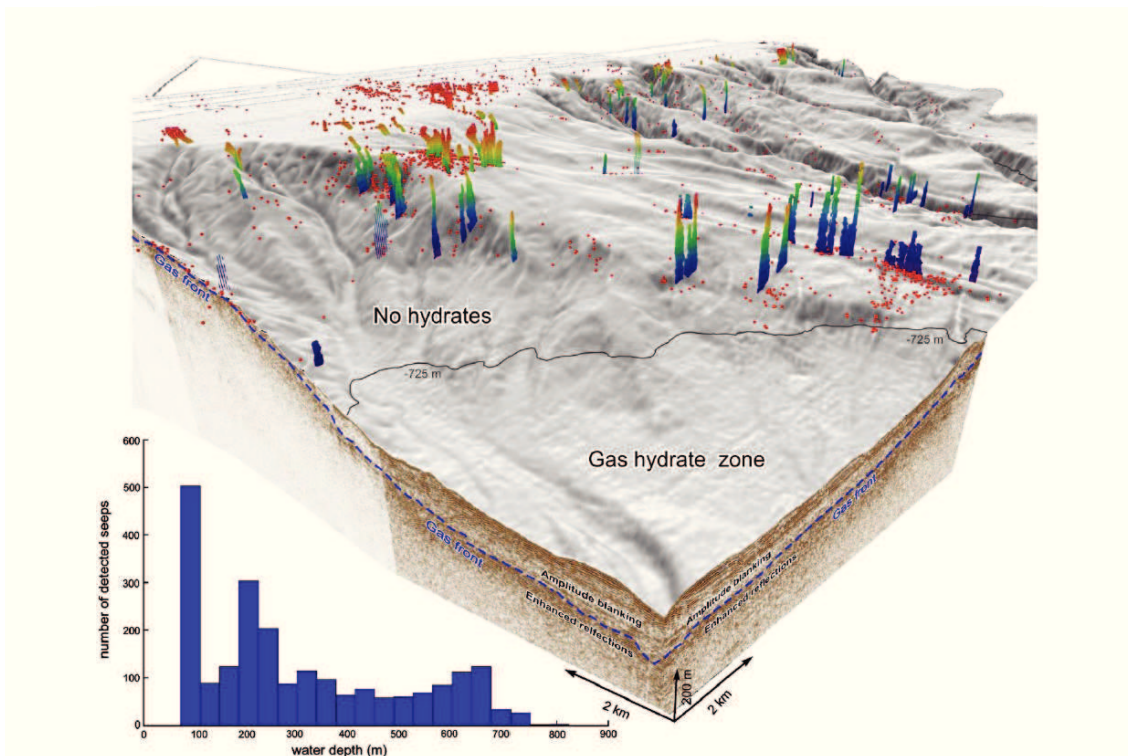 Gas front
No hydrates
-725 m
-725 m
Gas hydrate zone
Gas front
Gas front
Amplitude blanking
Enhanced relfections
Amplitude blanking
Enhanced reflections
200 m
2 km
2 km
number of detected seeps
600
500
400
300
200
100
0
0
100
200
300
400
500
600
700
800
900
water depth (m)